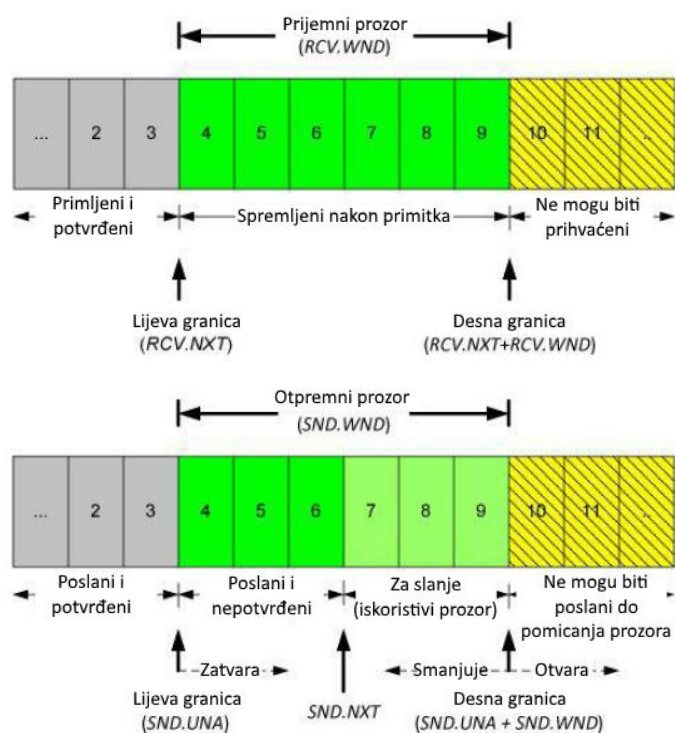 Prijemni prozor
(RCV.WND)
... 2 3 4 5 6 7 8 9 10 11 ..
Primljeni i
potvrđeni
Spremljeni nakon primitka
Ne mogu biti
prihvaćeni
Lijeva granica
(RCV.NXT)
Desna granica
(RCV.NXT+RCV.WND)
Otpremni prozor
(SND.WND)
... 2 3 4 5 6 7 8 9 10 11 ..
Poslani i
potvrđeni
Poslani i
nepotvrđeni
Za slanje
(iskoristivi prozor)
Ne mogu biti
poslani do
pomicanja prozora
Zatvara
Smanjuje
Otvara
Lijeva granica
(SND.UNA)
SND.NXT
Desna granica
(SND.UNA + SND.WND)